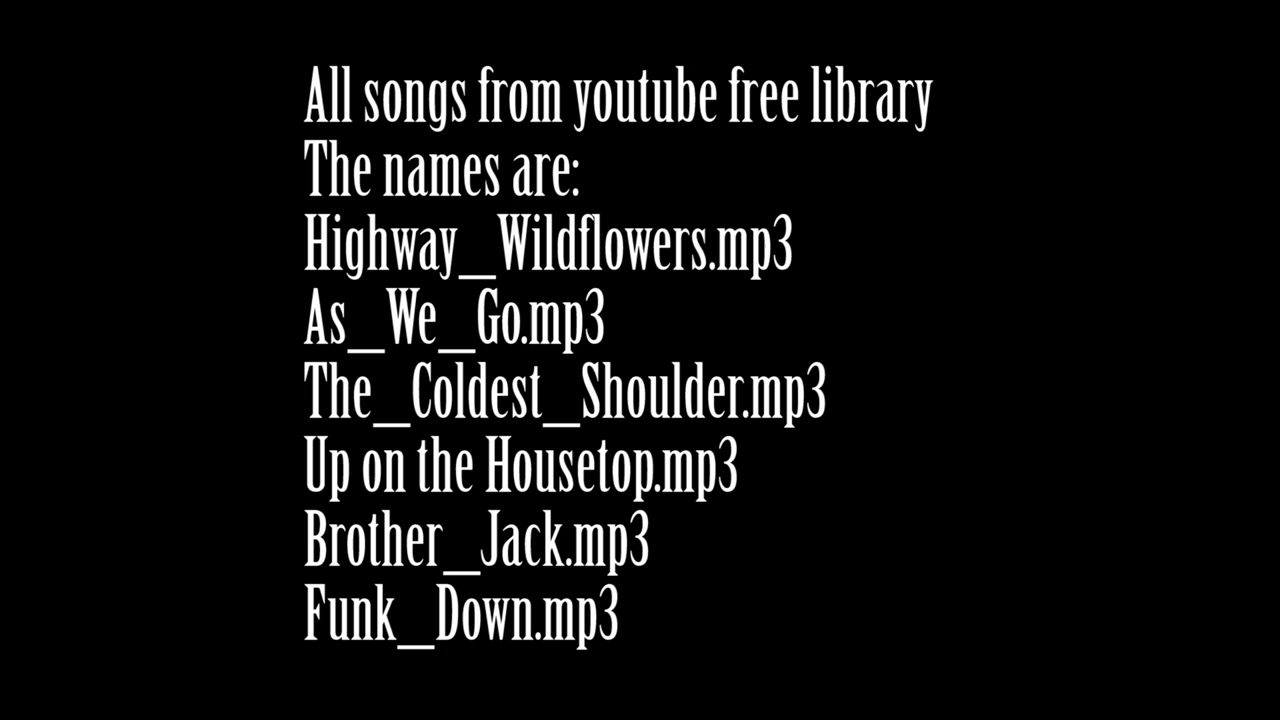 All songs from youtube free library
The names are:
Highway_Wildflowers.mp3
As_We_Go.mp3
The_Coldest_Shoulder.mp3
Up on the Housetop.mp3
Brother_Jack.mp3
Funk_Down.mp3